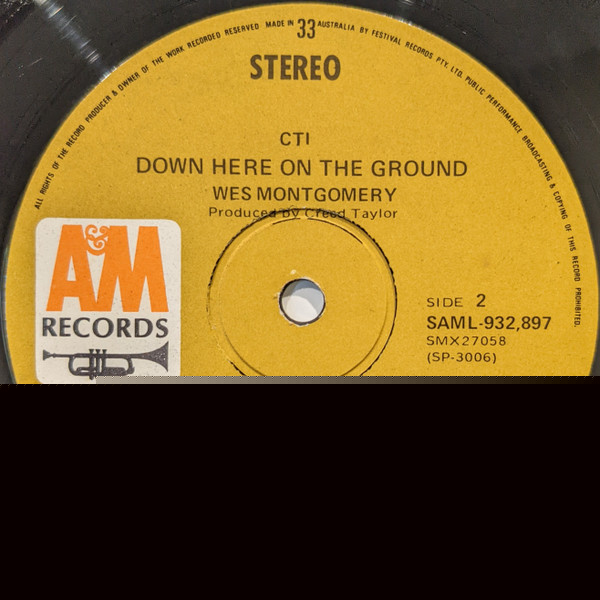 ALL RIGHTS OF THE RECORD PRODUCER & OWNER OF THE WORK RECORDED RESERVED MADE IN 33 AUSTRALIA BY FESTIVAL RECORDS PTY. LTD. PUBLIC PERFORMANCE BROADCASTING & COPYING OF THIS RECORD PROHIBITED.
STEREO
CTI
DOWN HERE ON THE GROUND
WES MONTGOMERY
Produced by Creed Taylor
A&M
RECORDS
SIDE 2
SAML-932,897
SMX27058
(SP-3006)